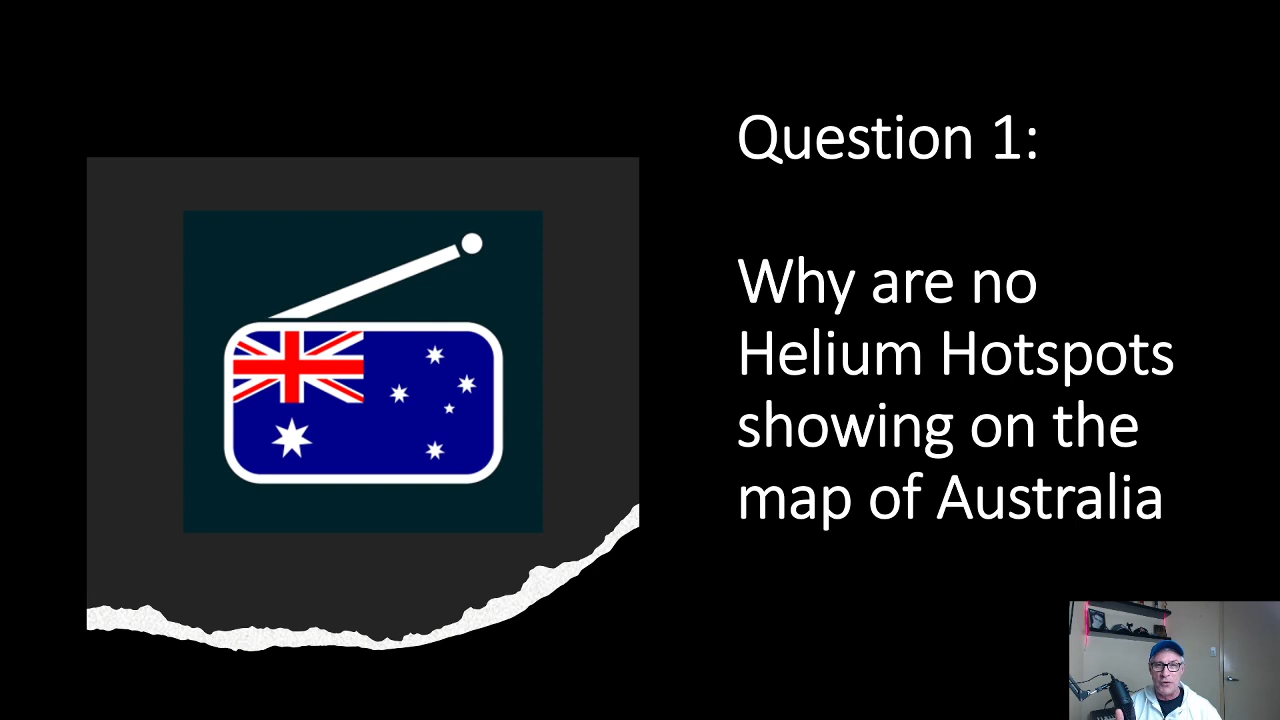 Question 1:
Why are no
Helium Hotspots
showing on the
map of Australia